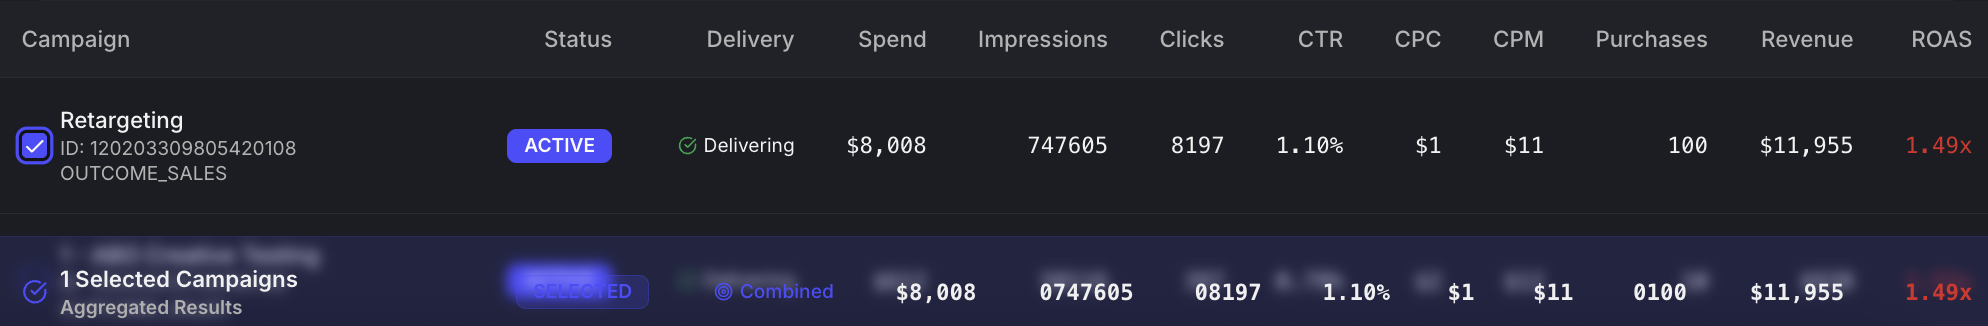 Campaign Status Delivery Spend Impressions Clicks CTR CPC CPM Purchases Revenue ROAS
Retargeting
ID: 120203309805420108
OUTCOME_SALES
ACTIVE Delivering $8,008 747605 8197 1.10% $1 $11 100 $11,955 1.49x
1 Selected Campaigns
Aggregated Results
SELECTED Combined $8,008 0747605 08197 1.10% $1 $11 0100 $11,955 1.49x